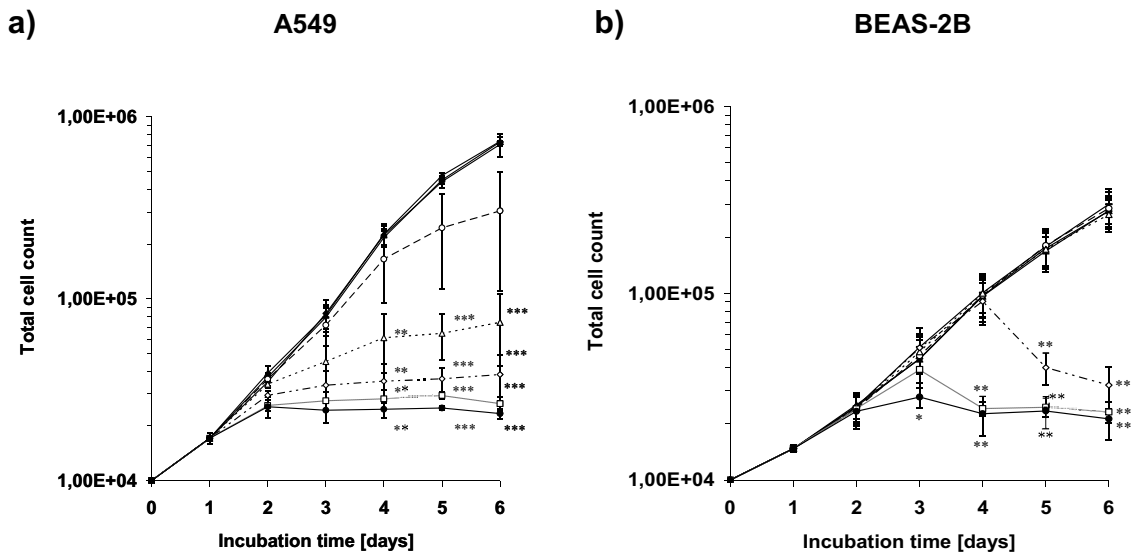 a) A549
b) BEAS-2B
Total cell count
1,00E+06
1,00E+05
1,00E+04
** *** ***
** *** ***
** *** ***
** *** ***
0 1 2 3 4 5 6
Incubation time [days]
Total cell count
1,00E+06
1,00E+05
1,00E+04
** **
** ** **
* ** ** **
0 1 2 3 4 5 6
Incubation time [days]